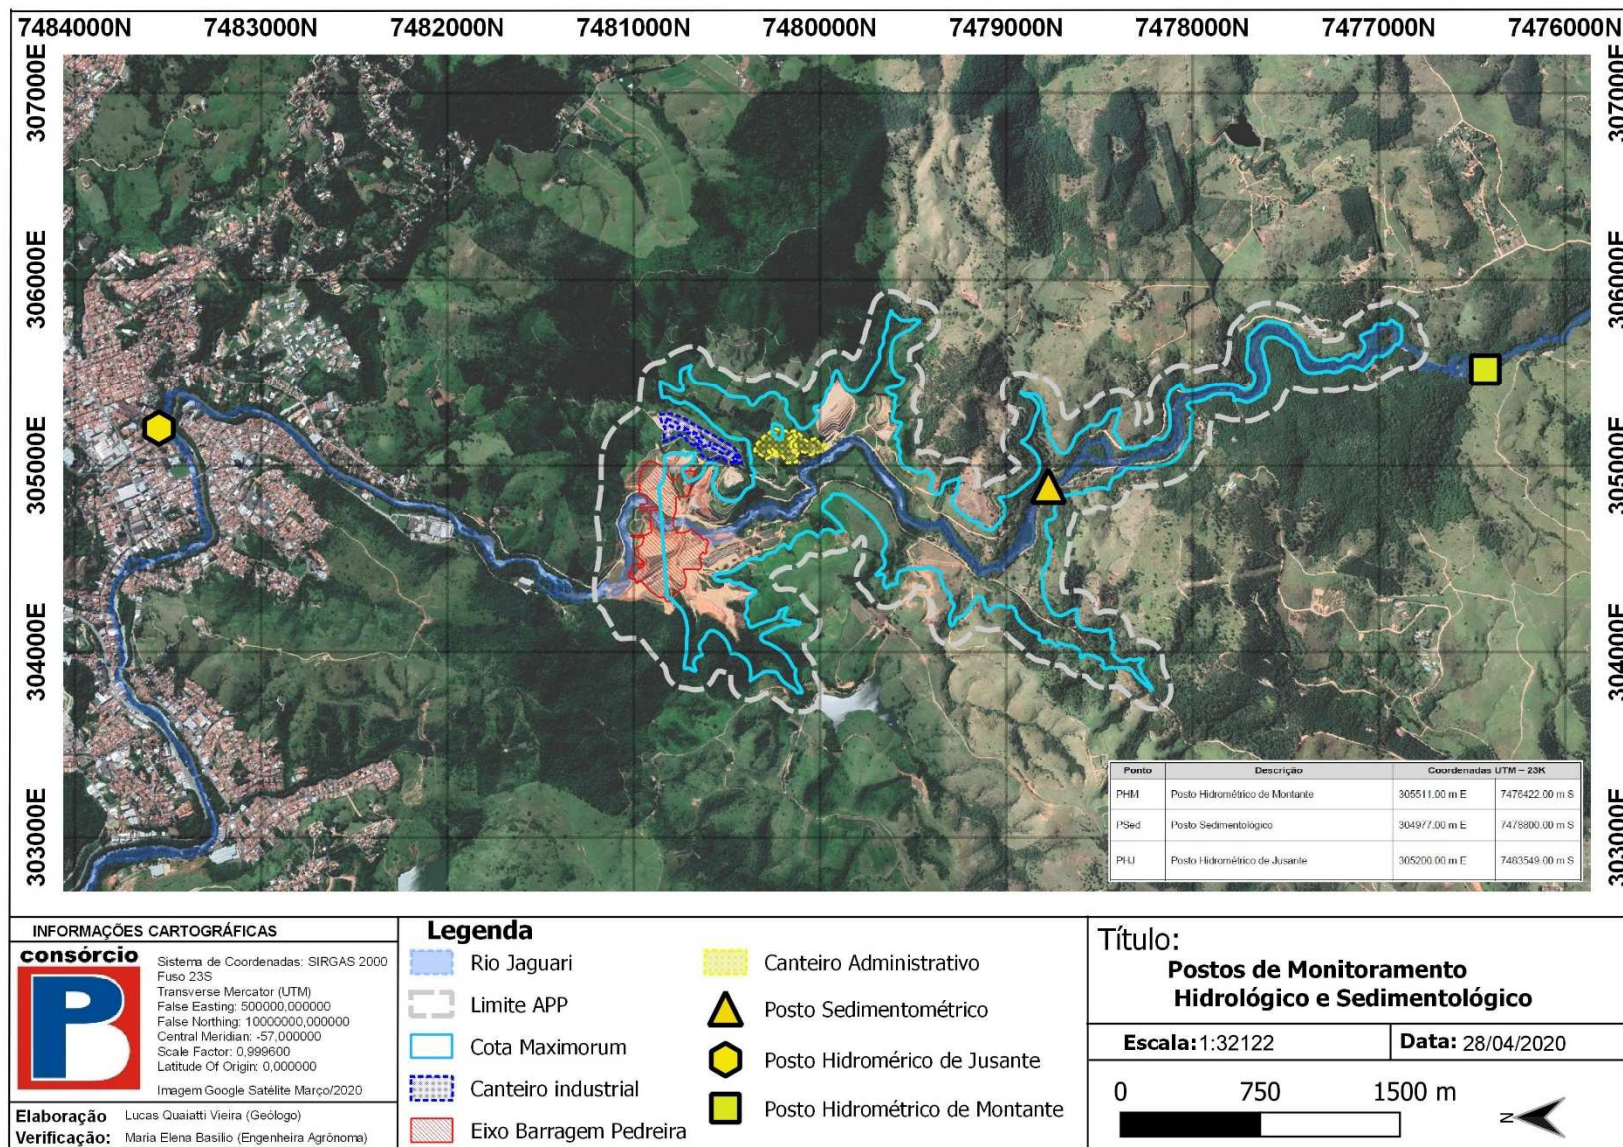 7484000N 7483000N 7482000N 7481000N 7480000N 7479000N 7478000N 7477000N 7476000N
307000E 307000E
306000E 306000E
305000E 305000E
304000E 304000E
303000E 303000E
Ponto Descrição Coordenadas UTM – 23K
PHM Posto Hidrométrico de Montante 305511.00 m E 7476422.00 m S
PSed Posto Sedimentológico 304977.00 m E 7478800.00 m S
PHJ Posto Hidrométrico de Jusante 305200.00 m E 7483549.00 m S
INFORMAÇÕES CARTOGRÁFICAS
consórcio
PB
Sistema de Coordenadas: SIRGAS 2000
Fuso 23S
Transverse Mercator (UTM)
False Easting: 500000,000000
False Northing: 10000000,000000
Central Meridian: -57,000000
Scale Factor: 0,999600
Latitude Of Origin: 0,000000
Imagem Google Satélite Março/2020
Elaboração Lucas Quaiatti Vieira (Geólogo)
Verificação: Maria Elena Basilio (Engenheira Agrônoma)
Legenda
Rio Jaguari
Limite APP
Cota Maximorum
Canteiro industrial
Eixo Barragem Pedreira
Canteiro Administrativo
Posto Sedimentométrico
Posto Hidromérico de Jusante
Posto Hidrométrico de Montante
Título:
Postos de Monitoramento
Hidrológico e Sedimentológico
Escala:1:32122 Data: 28/04/2020
0 750 1500 m
N